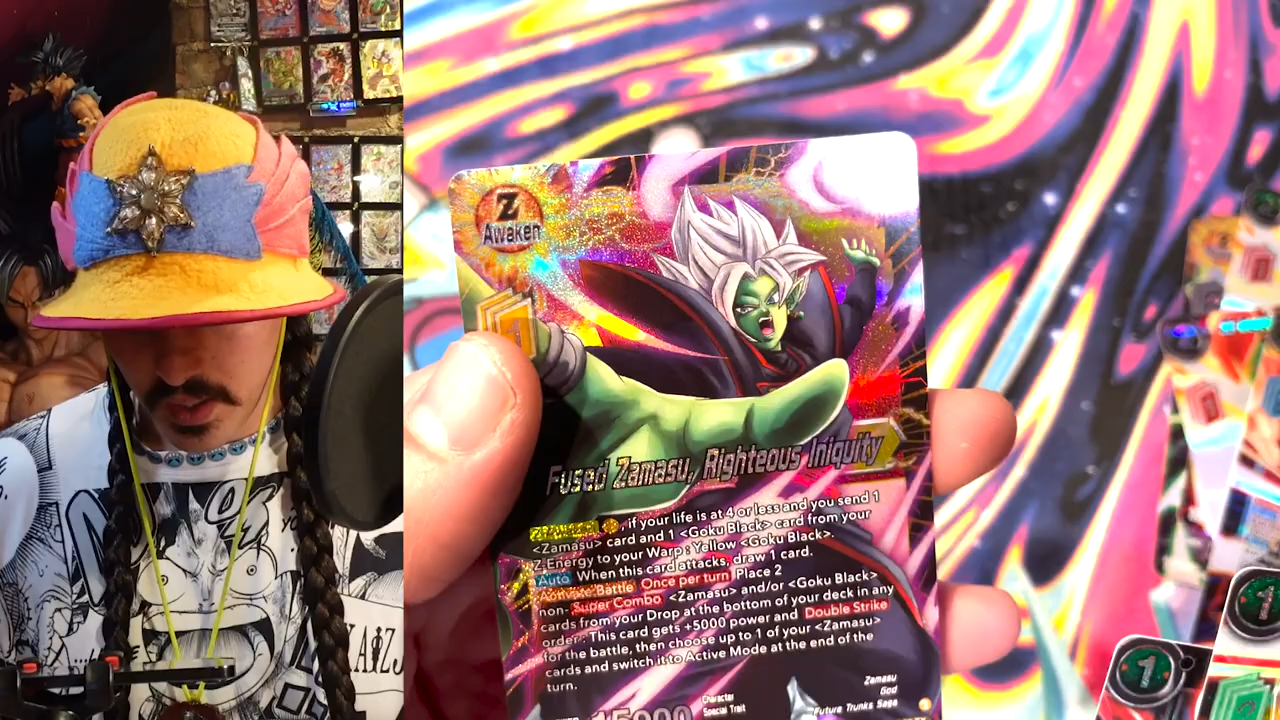 Z
Awaken
Fused Zamasu, Righteous Iniquity
if your life is at 4 or less and you send 1
<Zamasu> card and 1 <Goku Black> card from your
Z-Energy to your Warp : Yellow <Goku Black>.
Auto When this card attacks, draw 1 card.
Activate:Battle Once per turn Place 2
non- Super Combo <Zamasu> and/or <Goku Black>
cards from your Drop at the bottom of your deck in any
order : This card gets +5000 power and Double Strike
for the battle, then choose up to 1 of your <Zamasu>
cards and switch it to Active Mode at the end of the
turn.
Character
Special Trait
Zamasu
God
Future Trunks Saga
15000
1
1